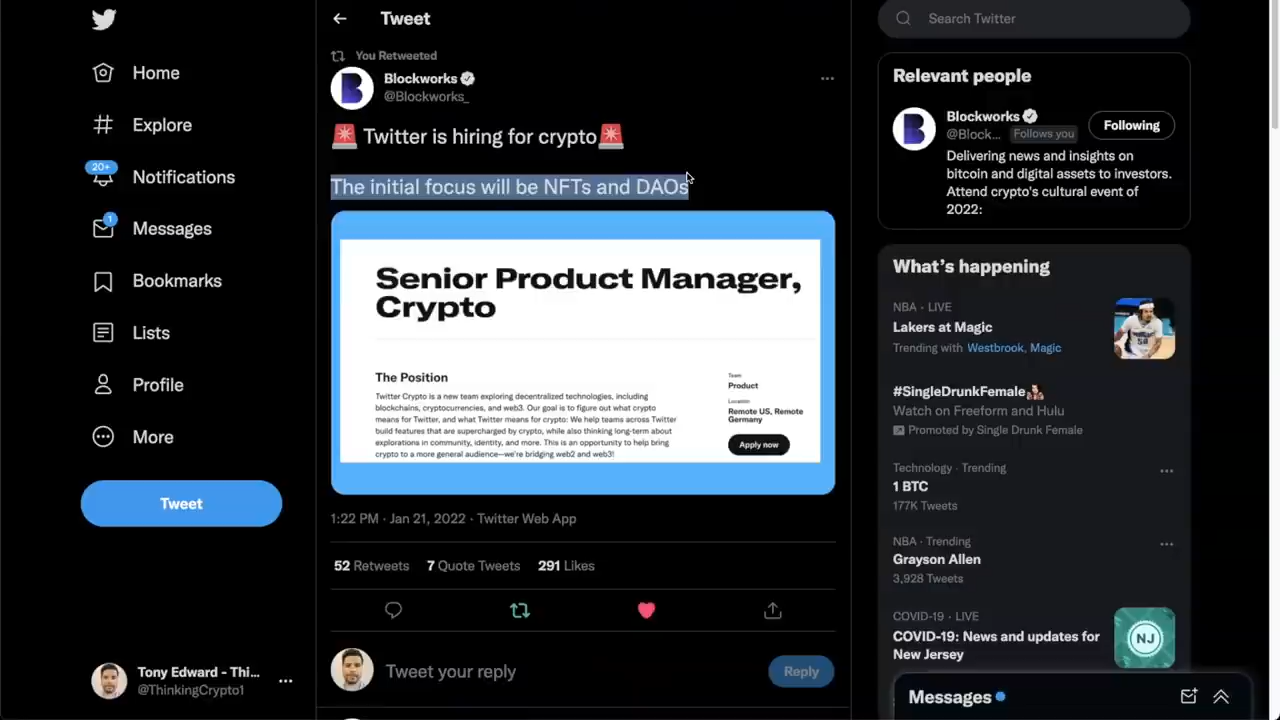 Home
Explore
20+
Notifications
1
Messages
Bookmarks
Lists
Profile
More
Tweet
Tony Edward - Thi...
@ThinkingCrypto1
Tweet
You Retweeted
Blockworks
@Blockworks_
🚨 Twitter is hiring for crypto🚨
The initial focus will be NFTs and DAOs
Senior Product Manager,
Crypto
The Position
Twitter Crypto is a new team exploring decentralized technologies, including
blockchains, cryptocurrencies, and web3. Our goal is to figure out what crypto
means for Twitter, and what Twitter means for crypto: We help teams across Twitter
build features that are supercharged by crypto, while also thinking long-term about
explorations in community, identity, and more. This is an opportunity to help bring
crypto to a more general audience—we're bridging web2 and web3!
Team
Product
Location
Remote US, Remote
Germany
Apply now
1:22 PM · Jan 21, 2022 · Twitter Web App
52 Retweets 7 Quote Tweets 291 Likes
Tweet your reply
Reply
Search Twitter
Relevant people
Blockworks
@Block... Follows you
Following
Delivering news and insights on
bitcoin and digital assets to investors.
Attend crypto's cultural event of
2022:
What's happening
NBA · LIVE
Lakers at Magic
Trending with Westbrook, Magic
#SingleDrunkFemale
Watch on Freeform and Hulu
Promoted by Single Drunk Female
Technology · Trending
1 BTC
177K Tweets
NBA · Trending
Grayson Allen
3,928 Tweets
COVID-19 · LIVE
COVID-19: News and updates for
New Jersey
NJ
Messages